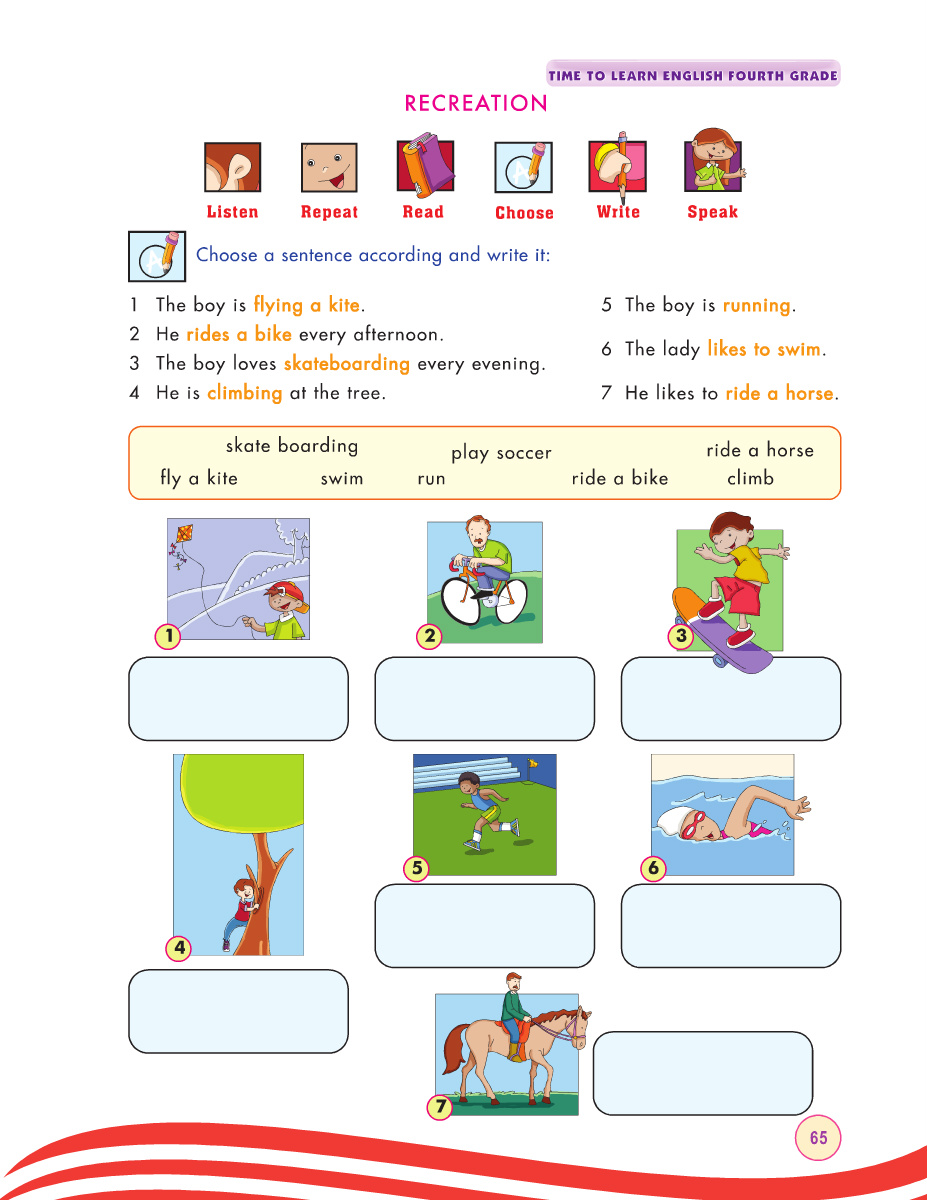 TIME TO LEARN ENGLISH FOURTH GRADE
RECREATION
Listen Repeat Read Choose Write Speak
Choose a sentence according and write it:
1 The boy is flying a kite.
2 He rides a bike every afternoon.
3 The boy loves skateboarding every evening.
4 He is climbing at the tree.
5 The boy is running.
6 The lady likes to swim.
7 He likes to ride a horse.
skate boarding play soccer ride a horse
fly a kite swim run ride a bike climb
1
2
3
4
5
6
7
65